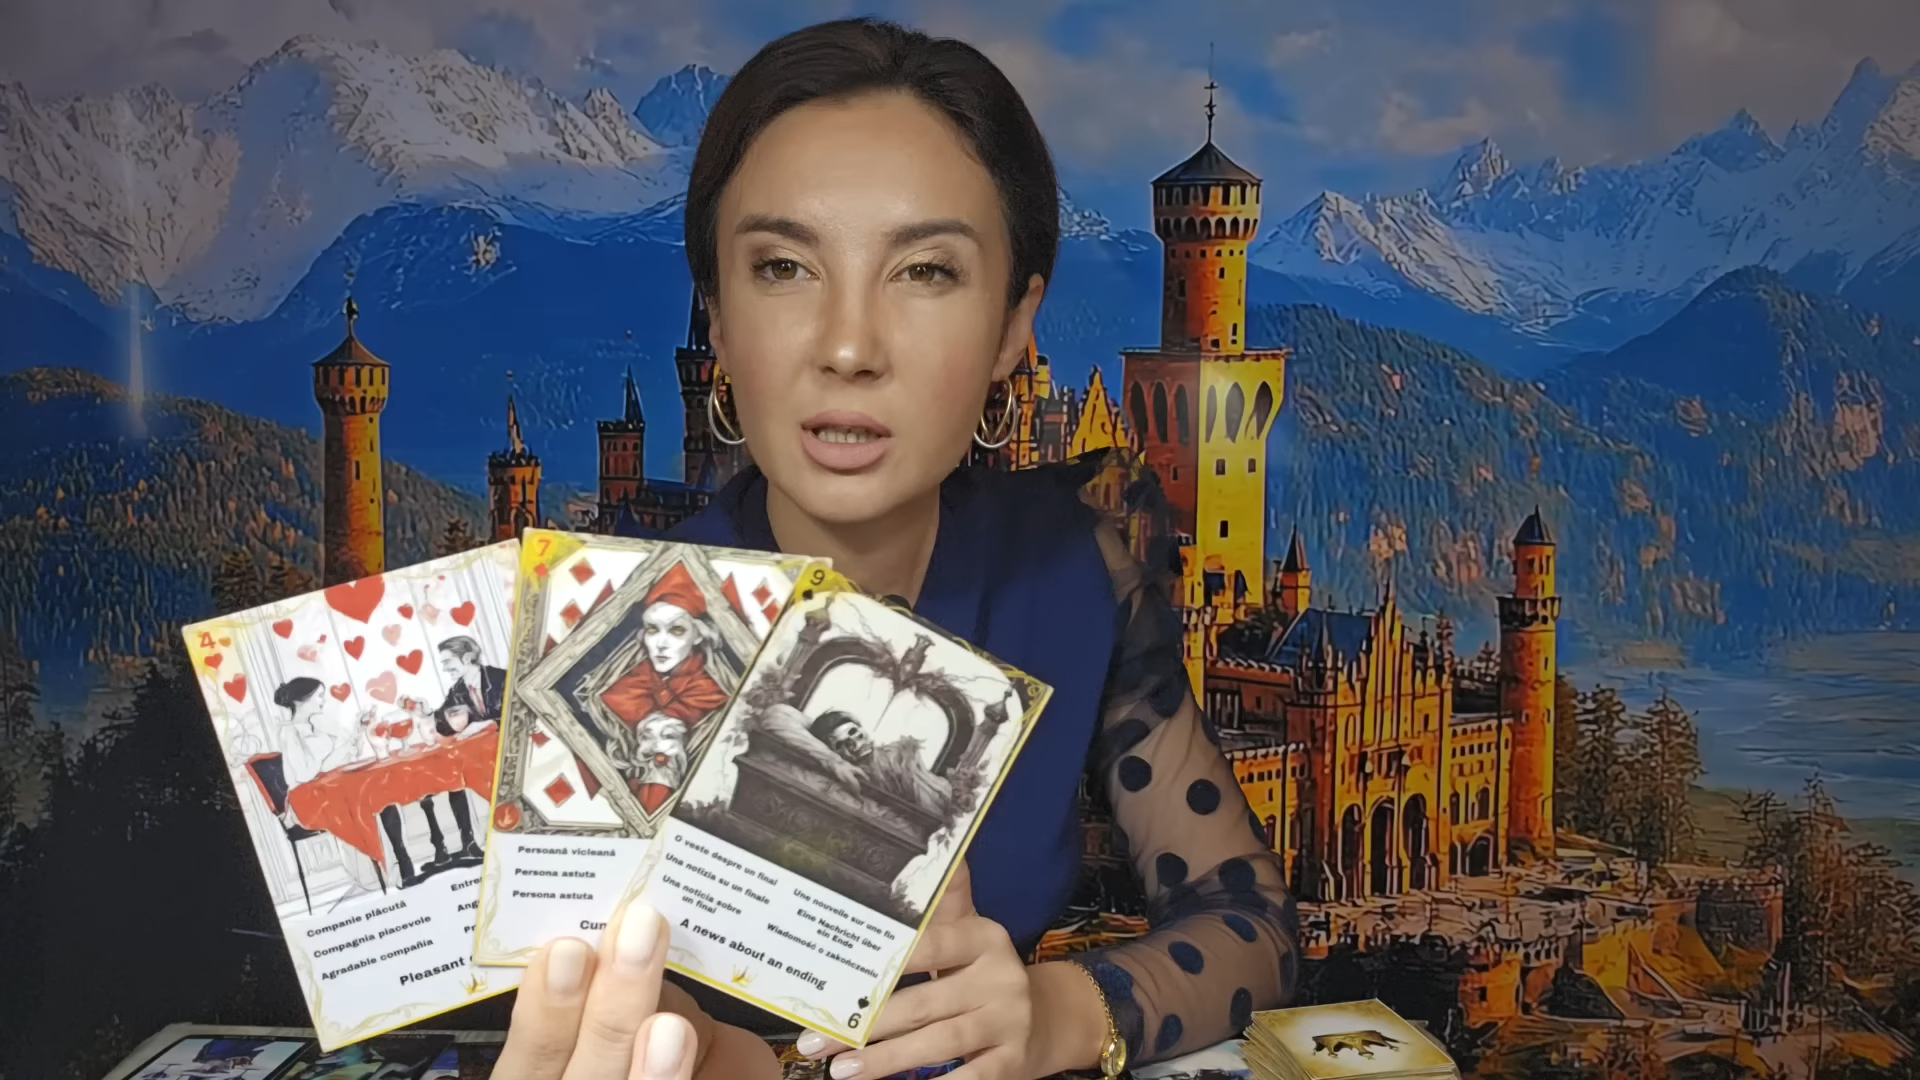 4
Companie plăcută
Compagnia piacevole
Agradable compañia
Pleasant
7
Persoană vicleană
Persona astuta
Persona astuta
9
O veste despre un final
Una notizia su un finale
Una noticia sobre
un final
Une nouvelle sur une fin
Eine Nachricht über
ein Ende
Wiadomość o zakończeniu
A news about an ending
9